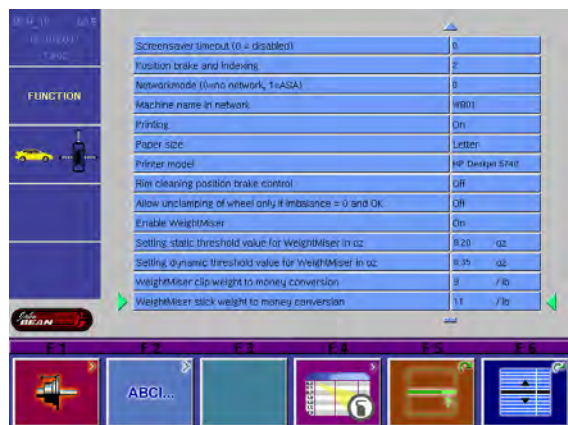 Screensaver timeout (0 = disabled) 0
Position brake and indexing 2
Networkmode (0=no network, 1=ASA) 0
FUNCTION
Machine name in network WB01
Printing On
Paper size Letter
Printer model HP Deskjet 5740
Rim cleaning position brake control Off
Allow unclamping of wheel only if imbalance = 0 and OK Off
Enable WeightMiser On
Setting static threshold value for WeightMiser in oz 0.20 oz
Setting dynamic threshold value for WeightMiser in oz 0.35 oz
WeightMiser clip weight to money conversion 9 /lb
WeightMiser stick weight to money conversion 11 /lb
John BEAN
F1 F2 F3 F4 F5 F6
ABCI...